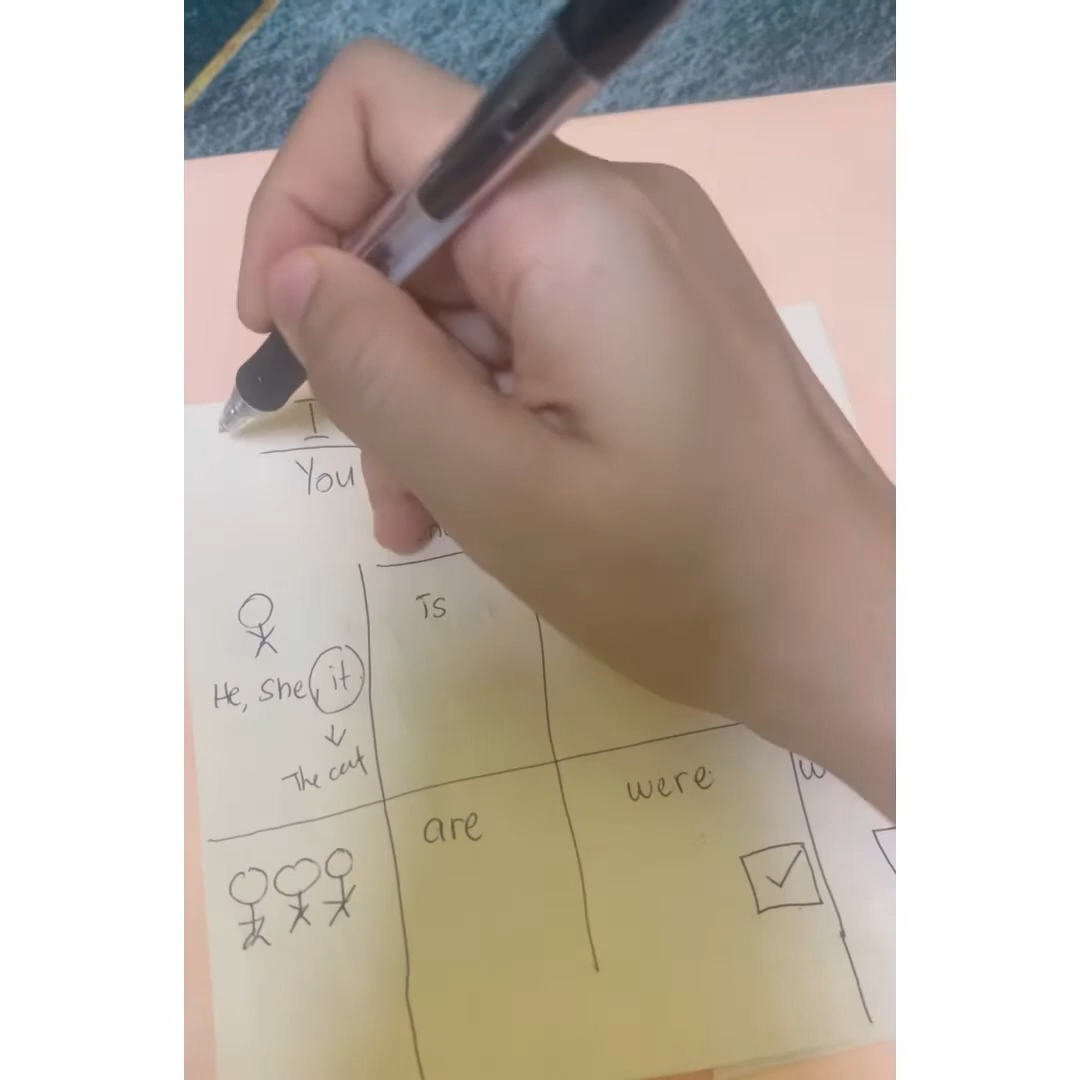 I
You
is
He, She, it
The cat
are
were